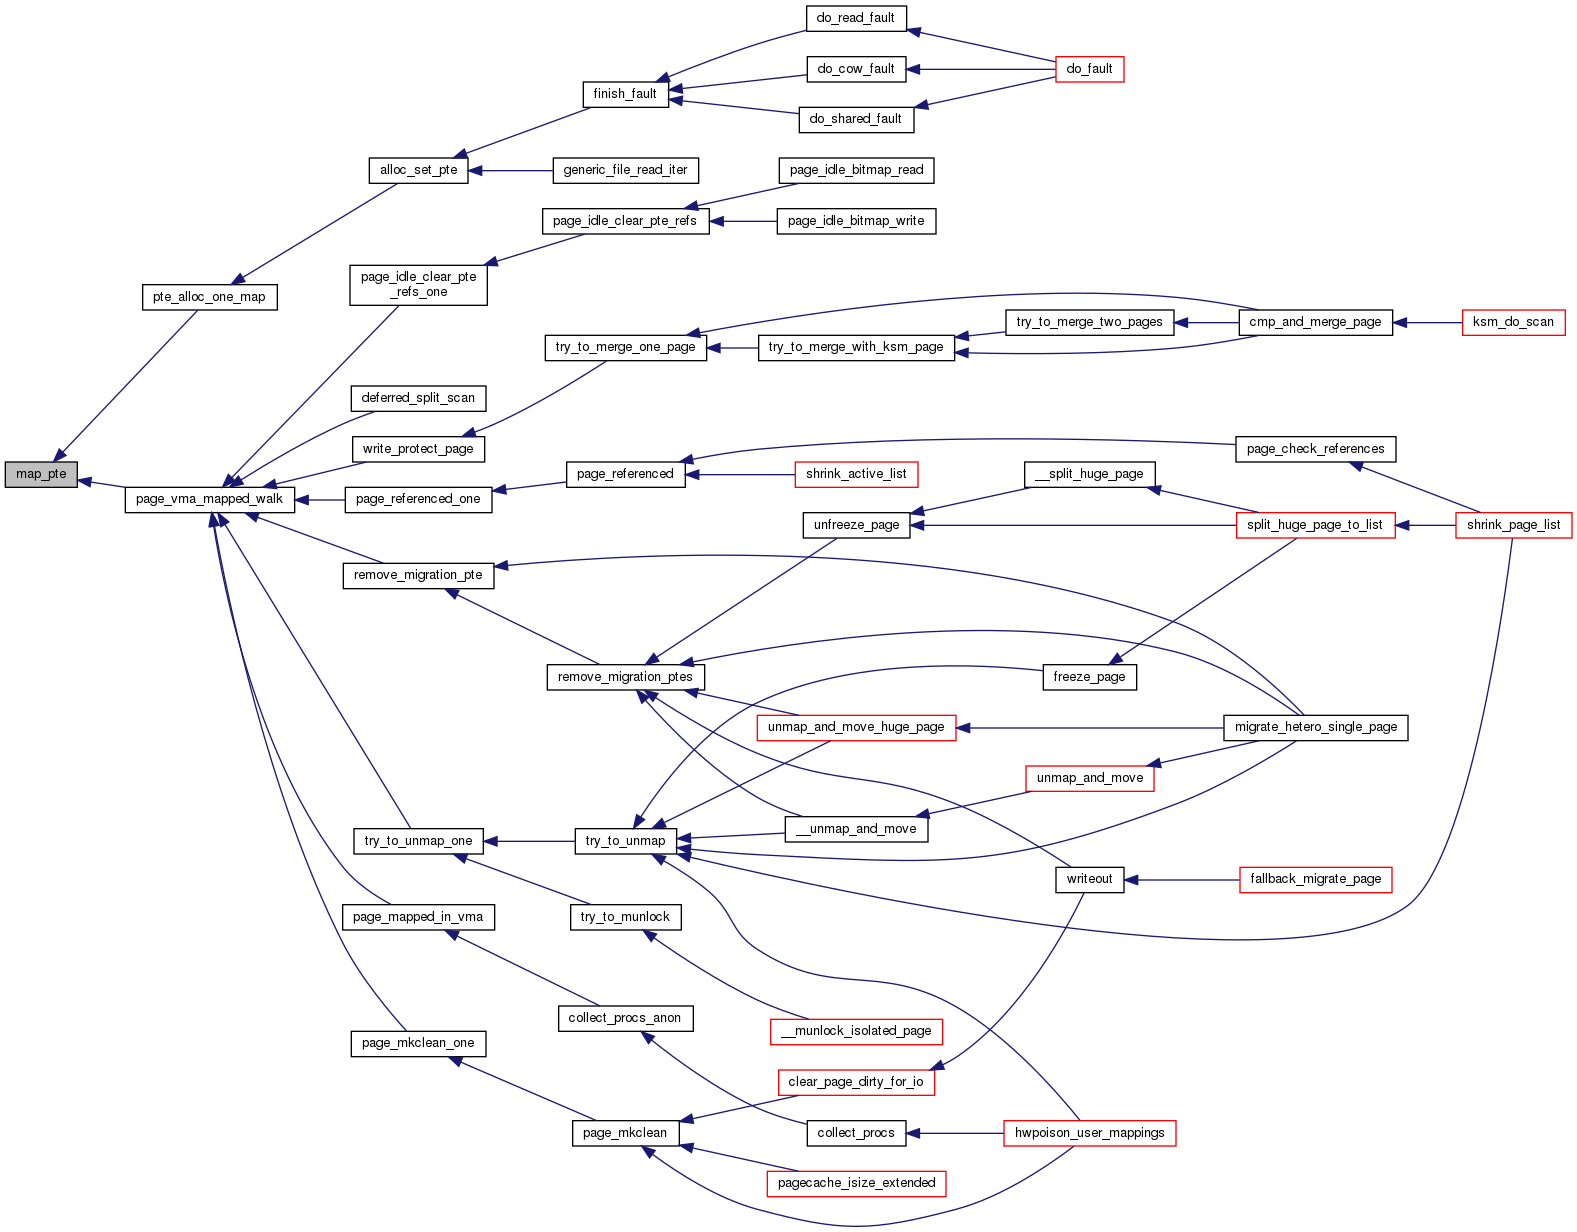 do_read_fault
do_cow_fault
do_fault
finish_fault
do_shared_fault
alloc_set_pte
generic_file_read_iter
page_idle_bitmap_read
page_idle_clear_pte_refs
page_idle_bitmap_write
page_idle_clear_pte
_refs_one
pte_alloc_one_map
try_to_merge_two_pages
cmp_and_merge_page
ksm_do_scan
try_to_merge_one_page
try_to_merge_with_ksm_page
deferred_split_scan
write_protect_page
page_check_references
map_pte
page_referenced
shrink_active_list
__split_huge_page
page_vma_mapped_walk
page_referenced_one
unfreeze_page
split_huge_page_to_list
shrink_page_list
remove_migration_pte
remove_migration_ptes
freeze_page
unmap_and_move_huge_page
migrate_hetero_single_page
unmap_and_move
__unmap_and_move
try_to_unmap_one
try_to_unmap
writeout
fallback_migrate_page
page_mapped_in_vma
try_to_munlock
collect_procs_anon
__munlock_isolated_page
page_mkclean_one
clear_page_dirty_for_io
page_mkclean
collect_procs
hwpoison_user_mappings
pagecache_isize_extended